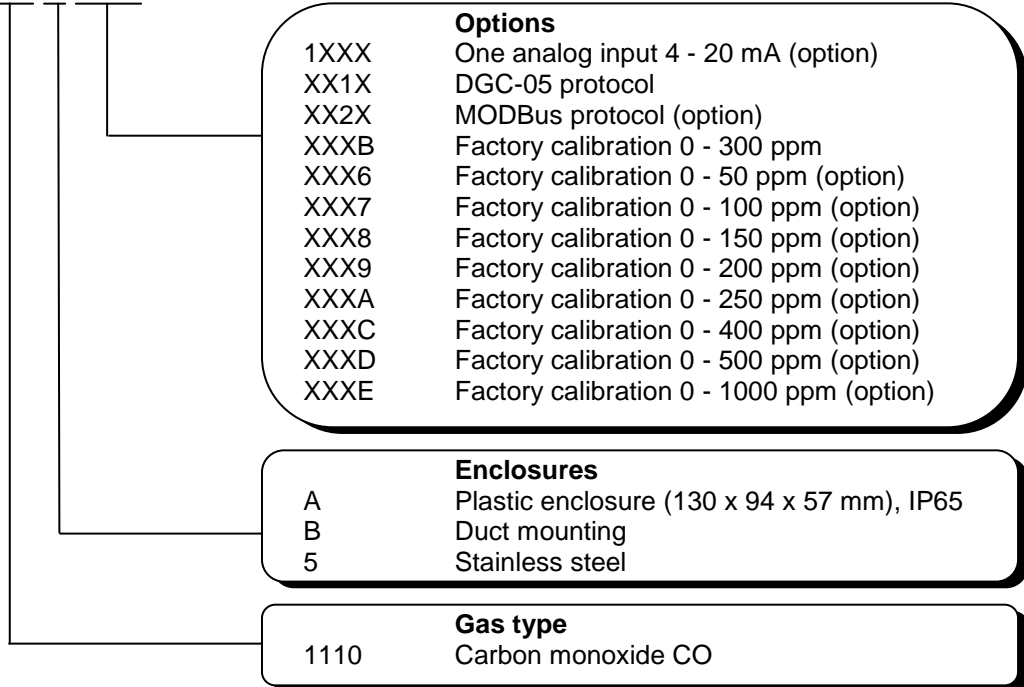 Options
1XXX One analog input 4 - 20 mA (option)
XX1X DGC-05 protocol
XX2X MODBus protocol (option)
XXXB Factory calibration 0 - 300 ppm
XXX6 Factory calibration 0 - 50 ppm (option)
XXX7 Factory calibration 0 - 100 ppm (option)
XXX8 Factory calibration 0 - 150 ppm (option)
XXX9 Factory calibration 0 - 200 ppm (option)
XXXA Factory calibration 0 - 250 ppm (option)
XXXC Factory calibration 0 - 400 ppm (option)
XXXD Factory calibration 0 - 500 ppm (option)
XXXE Factory calibration 0 - 1000 ppm (option)
Enclosures
A Plastic enclosure (130 x 94 x 57 mm), IP65
B Duct mounting
5 Stainless steel
Gas type
1110 Carbon monoxide CO